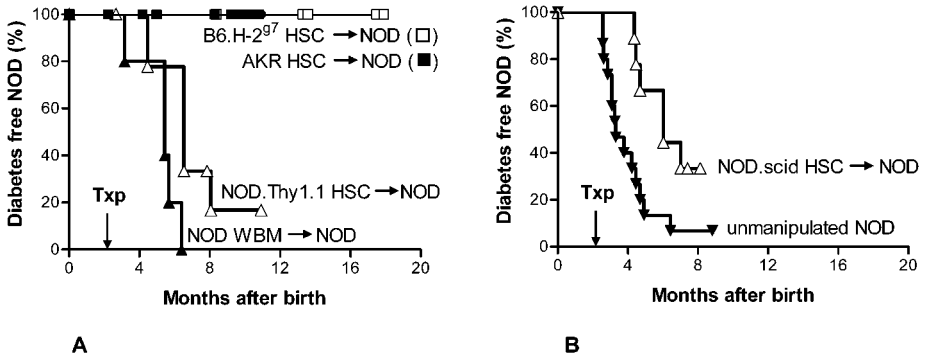 Diabetes free NOD (%)
100
80
60
40
20
0
B6.H-2g7 HSC → NOD (□)
AKR HSC → NOD (■)
Txp
NOD.Thy1.1 HSC → NOD
NOD WBM → NOD
0 4 8 12 16 20
Months after birth
A
Diabetes free NOD (%)
100
80
60
40
20
0
Txp
NOD.scid HSC → NOD
unmanipulated NOD
0 4 8 12 16 20
Months after birth
B